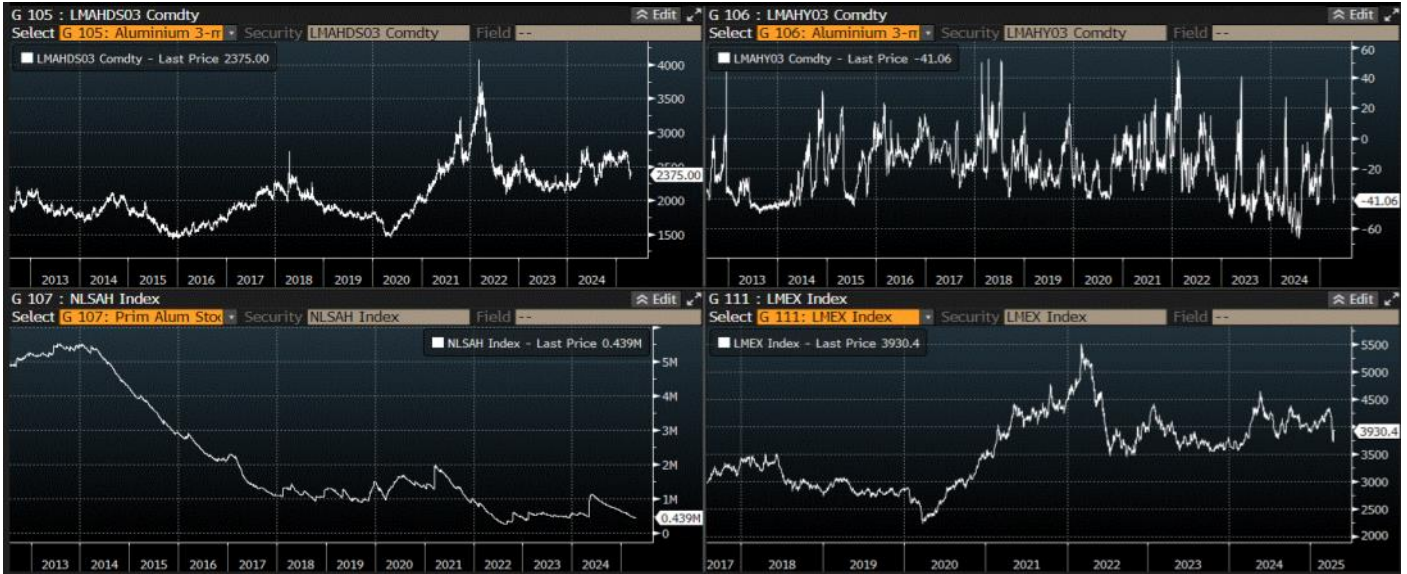 G 105 : LMAHDS03 Comdty
Edit
Select G 105: Aluminium 3-m Security LMAHDS03 Comdty Field --
LMAHDS03 Comdty - Last Price 2375.00
4000
3500
3000
2500
2375.00
2000
1500
2013 2014 2015 2016 2017 2018 2019 2020 2021 2022 2023 2024
G 106 : LMAHY03 Comdty
Edit
Select G 106: Aluminium 3-m Security LMAHY03 Comdty Field --
LMAHY03 Comdty - Last Price -41.06
60
40
20
0
-20
-41.06
-60
2013 2014 2015 2016 2017 2018 2019 2020 2021 2022 2023 2024
G 107 : NLSAH Index
Edit
Select G 107: Prim Alum Stoc Security NLSAH Index Field --
NLSAH Index - Last Price 0.439M
5M
4M
3M
2M
1M
0.439M
0
2013 2014 2015 2016 2017 2018 2019 2020 2021 2022 2023 2024
G 111 : LMEX Index
Edit
Select G 111: LMEX Index Security LMEX Index Field --
LMEX Index - Last Price 3930.4
5500
5000
4500
3930.4
3500
3000
2500
2000
2017 2018 2019 2020 2021 2022 2023 2024 2025